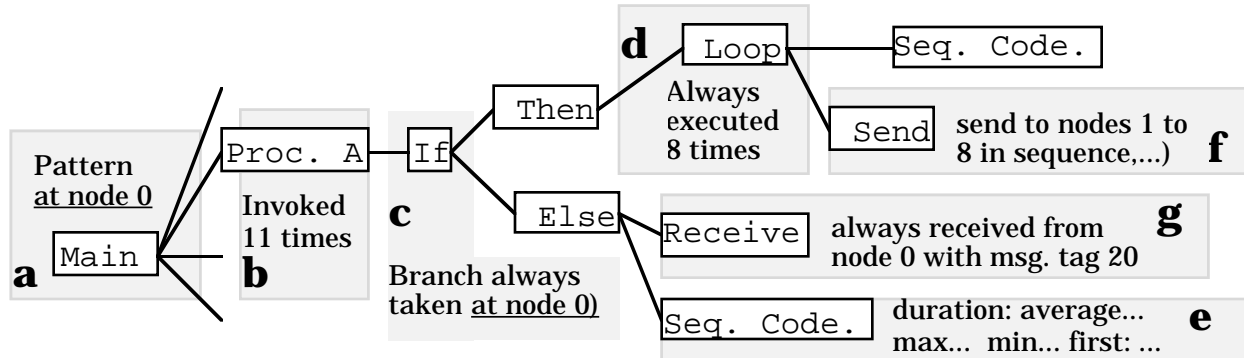 d
Loop
Seq. Code.
Always
executed
8 times
Then
Send
send to nodes 1 to
8 in sequence,...)
f
Pattern
at node 0
Proc. A
If
Main
a
Invoked
11 times
b
c
Branch always
taken at node 0)
Else
Receive
always received from
node 0 with msg. tag 20
g
Seq. Code.
duration: average...
max... min... first: ...
e